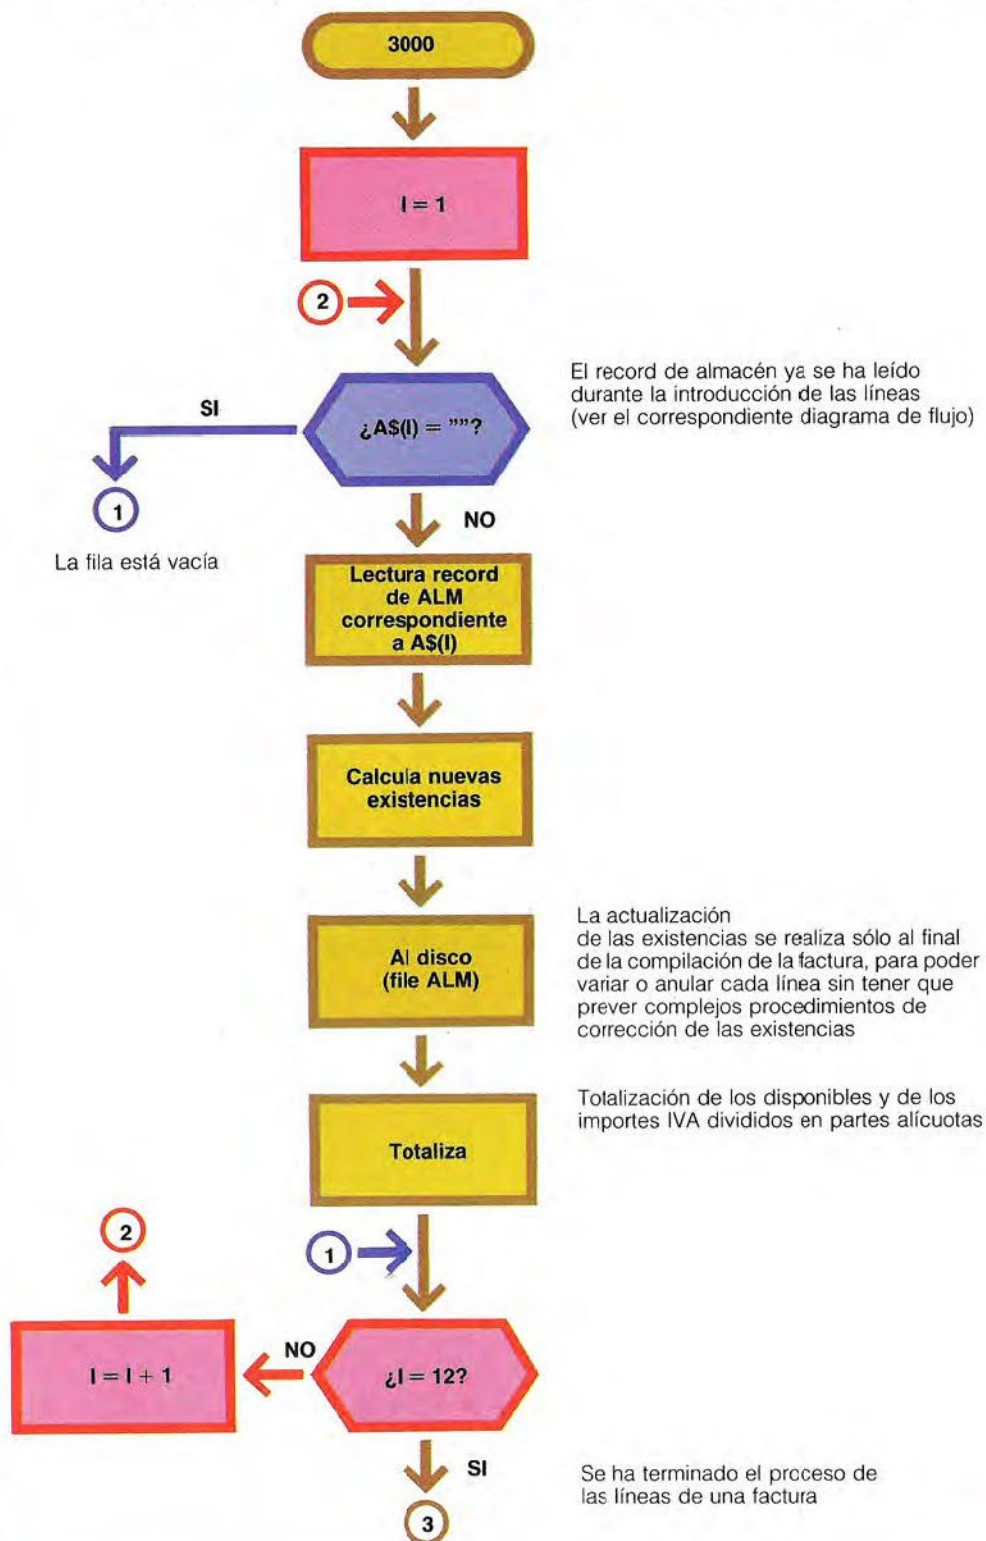 3000
I = 1
2
El record de almacén ya se ha leído
durante la introducción de las líneas
(ver el correspondiente diagrama de flujo)
SI
¿A$(I) = ””?
1
NO
La fila está vacía
Lectura record
de ALM
correspondiente
a A$(I)
Calcula nuevas
existencias
La actualización
de las existencias se realiza sólo al final
de la compilación de la factura, para poder
variar o anular cada línea sin tener que
prever complejos procedimientos de
corrección de las existencias
Al disco
(file ALM)
Totalización de los disponibles y de los
importes IVA divididos en partes alícuotas
Totaliza
2
1
I = I + 1
NO
¿I = 12?
SI
Se ha terminado el proceso de
las líneas de una factura
3